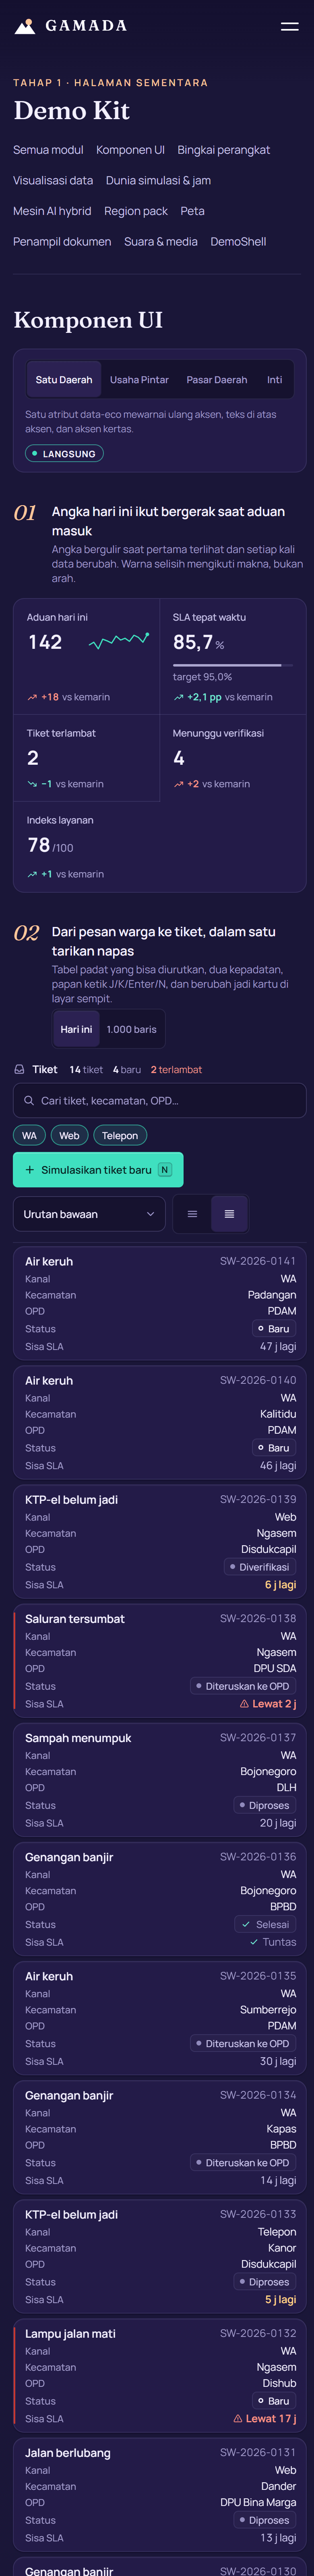 GAMADA
TAHAP 1 · HALAMAN SEMENTARA
Demo Kit
Semua modul Komponen UI Bingkai perangkat
Visualisasi data Dunia simulasi & jam
Mesin AI hybrid Region pack Peta
Penampil dokumen Suara & media DemoShell
Komponen UI
Satu Daerah Usaha Pintar Pasar Daerah Inti
Satu atribut data-eco mewarnai ulang aksen, teks di atas
aksen, dan aksen kertas.
LANGSUNG
01 Angka hari ini ikut bergerak saat aduan
masuk
Angka bergulir saat pertama terlihat dan setiap kali
data berubah. Warna selisih mengikuti makna, bukan
arah.
Aduan hari ini
142
+18 vs kemarin
SLA tepat waktu
85,7%
target 95,0%
+2,1 pp vs kemarin
Tiket terlambat
2
−1 vs kemarin
Menunggu verifikasi
4
+2 vs kemarin
Indeks layanan
78/100
+1 vs kemarin
02 Dari pesan warga ke tiket, dalam satu
tarikan napas
Tabel padat yang bisa diurutkan, dua kepadatan,
papan ketik J/K/Enter/N, dan berubah jadi kartu di
layar sempit.
Hari ini 1.000 baris
Tiket 14 tiket 4 baru 2 terlambat
Cari tiket, kecamatan, OPD…
WA Web Telepon
+ Simulasikan tiket baru N
Urutan bawaan
Air keruh SW-2026-0141
Kanal WA
Kecamatan Padangan
OPD PDAM
Status Baru
Sisa SLA 47 j lagi
Air keruh SW-2026-0140
Kanal WA
Kecamatan Kalitidu
OPD PDAM
Status Baru
Sisa SLA 46 j lagi
KTP-el belum jadi SW-2026-0139
Kanal Web
Kecamatan Ngasem
OPD Disdukcapil
Status Diverifikasi
Sisa SLA 6 j lagi
Saluran tersumbat SW-2026-0138
Kanal WA
Kecamatan Ngasem
OPD DPU SDA
Status Diteruskan ke OPD
Sisa SLA Lewat 2 j
Sampah menumpuk SW-2026-0137
Kanal WA
Kecamatan Bojonegoro
OPD DLH
Status Diproses
Sisa SLA 20 j lagi
Genangan banjir SW-2026-0136
Kanal WA
Kecamatan Bojonegoro
OPD BPBD
Status Selesai
Sisa SLA Tuntas
Air keruh SW-2026-0135
Kanal WA
Kecamatan Sumberrejo
OPD PDAM
Status Diteruskan ke OPD
Sisa SLA 30 j lagi
Genangan banjir SW-2026-0134
Kanal WA
Kecamatan Kapas
OPD BPBD
Status Diteruskan ke OPD
Sisa SLA 14 j lagi
KTP-el belum jadi SW-2026-0133
Kanal Telepon
Kecamatan Kanor
OPD Disdukcapil
Status Diproses
Sisa SLA 5 j lagi
Lampu jalan mati SW-2026-0132
Kanal WA
Kecamatan Ngasem
OPD Dishub
Status Baru
Sisa SLA Lewat 17 j
Jalan berlubang SW-2026-0131
Kanal Web
Kecamatan Dander
OPD DPU Bina Marga
Status Diproses
Sisa SLA 13 j lagi
Genangan banjir SW-2026-0130